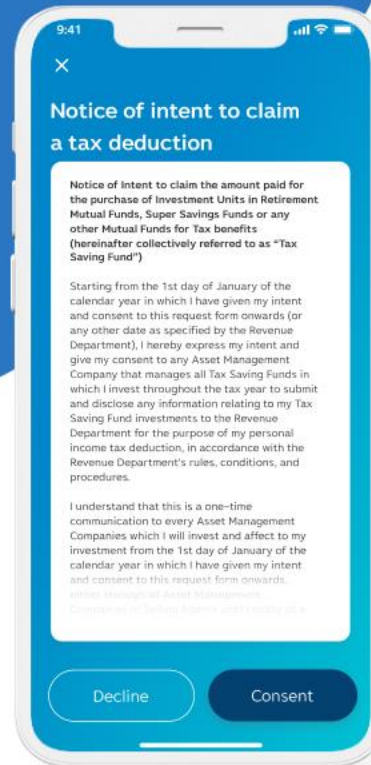 9:41
Notice of intent to claim
a tax deduction
Notice of Intent to claim the amount paid for
the purchase of Investment Units in Retirement
Mutual Funds, Super Savings Funds or any
other Mutual Funds for Tax benefits
(hereinafter collectively referred to as “Tax
Saving Fund”)
Starting from the 1st day of January of the
calendar year in which I have given my intent
and consent to this request form onwards (or
any other date as specified by the Revenue
Department), I hereby express my intent and
give my consent to any Asset Management
Company that manages all Tax Saving Funds in
which I invest throughout the tax year to submit
and disclose any information relating to my Tax
Saving Fund investments to the Revenue
Department for the purpose of my personal
income tax deduction, in accordance with the
Revenue Department's rules, conditions, and
procedures.
I understand that this is a one-time
communication to every Asset Management
Companies which I will invest and affect to my
investment from the 1st day of January of the
calendar year in which I have given my intent
and consent to this request form onwards,
either through all Asset Management
Companies or Selling Agents
Decline
Consent